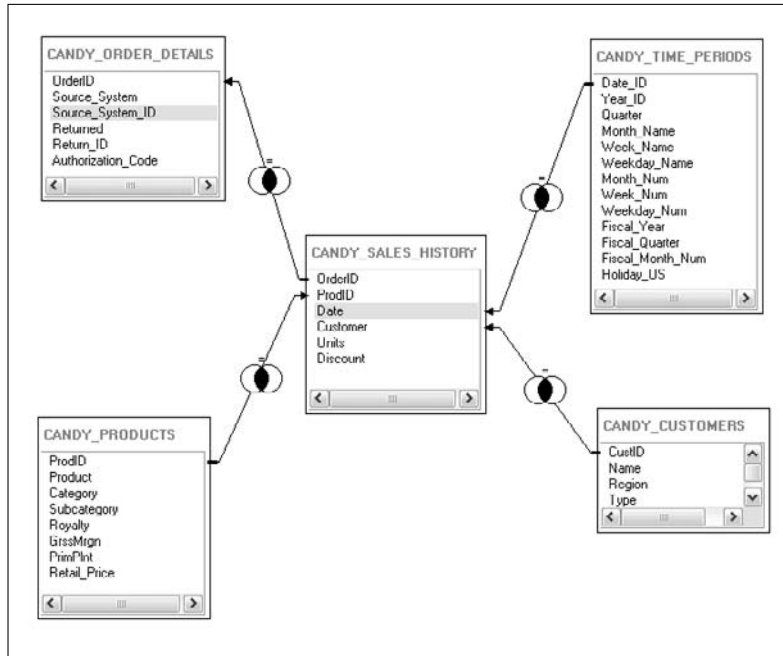 CANDY_ORDER_DETAILS
OrderID
Source_System
Source_System_ID
Returned
Return_ID
Authorization_Code
CANDY_TIME_PERIODS
Date_ID
Year_ID
Quarter
Month_Name
Week_Name
Weekday_Name
Month_Num
Week_Num
Weekday_Num
Fiscal_Year
Fiscal_Quarter
Fiscal_Month_Num
Holiday_US
=
=
CANDY_SALES_HISTORY
OrderID
ProdID
Date
Customer
Units
Discount
=
=
CANDY_PRODUCTS
ProdID
Product
Category
Subcategory
Royalty
GrssMrgn
PrimPlnt
Retail_Price
CANDY_CUSTOMERS
CustID
Name
Region
Type